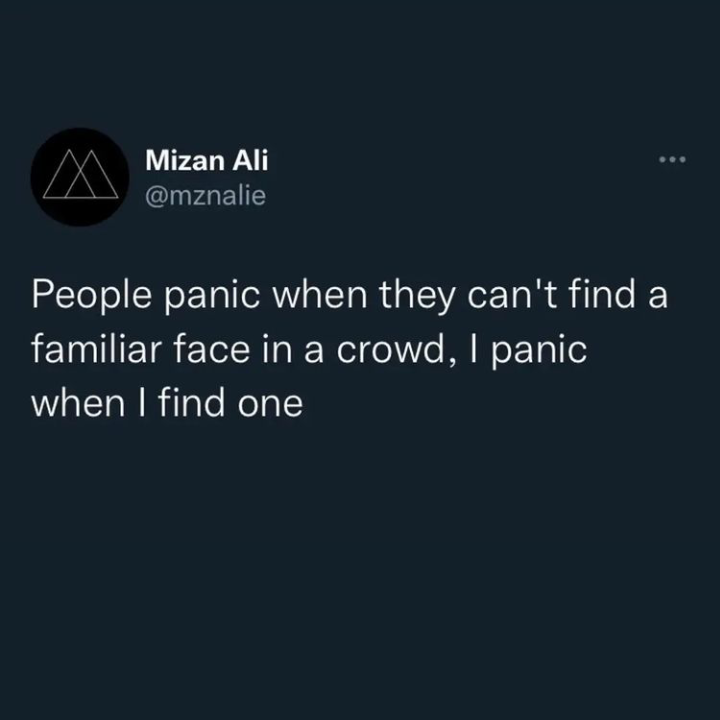 Mizan Ali
@mznalie
People panic when they can't find a
familiar face in a crowd, I panic
when I find one